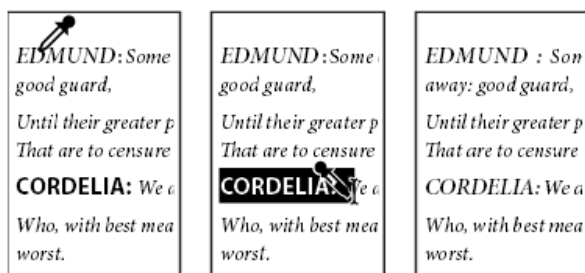 EDMUND: Some
good guard,
Until their greater p
That are to censure
CORDELIA: We
Who, with best mea
worst.
EDMUND: Some
good guard,
Until their greater p
That are to censure
CORDELIA:
Who, with best mea
worst.
EDMUND : Som
away: good guard,
Until their greater p
That are to censure
CORDELIA: We a
Who, with best mea
worst.